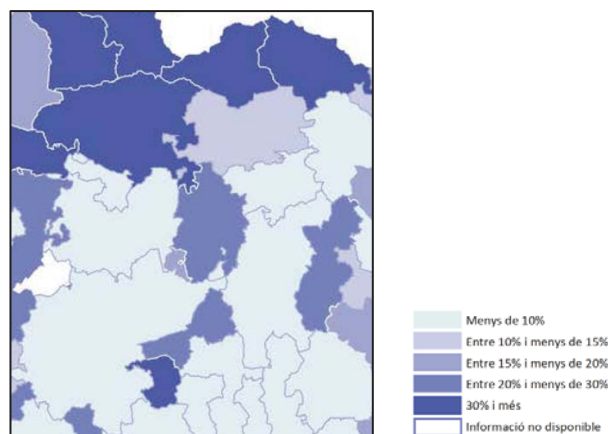 Menys de 10%
Entre 10% i menys de 15%
Entre 15% i menys de 20%
Entre 20% i menys de 30%
30% i més
Informació no disponible